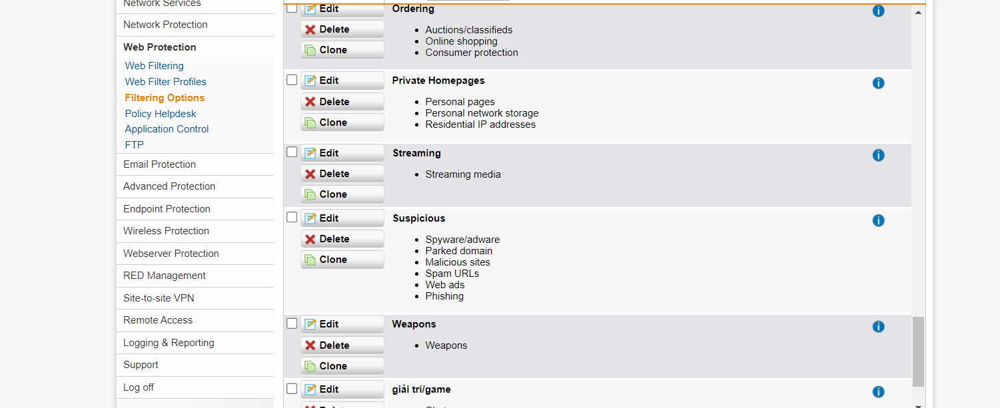 Network Services
Network Protection
Web Protection
Web Filtering
Web Filter Profiles
Filtering Options
Policy Helpdesk
Application Control
FTP
Email Protection
Advanced Protection
Endpoint Protection
Wireless Protection
Webserver Protection
RED Management
Site-to-site VPN
Remote Access
Logging & Reporting
Support
Log off
Edit
Delete
Clone
Ordering
• Auctions/classifieds
• Online shopping
• Consumer protection
Edit
Delete
Clone
Private Homepages
• Personal pages
• Personal network storage
• Residential IP addresses
Edit
Delete
Clone
Streaming
• Streaming media
Edit
Delete
Clone
Suspicious
• Spyware/adware
• Parked domain
• Malicious sites
• Spam URLs
• Web ads
• Phishing
Edit
Delete
Clone
Weapons
• Weapons
Edit
giải trí/game